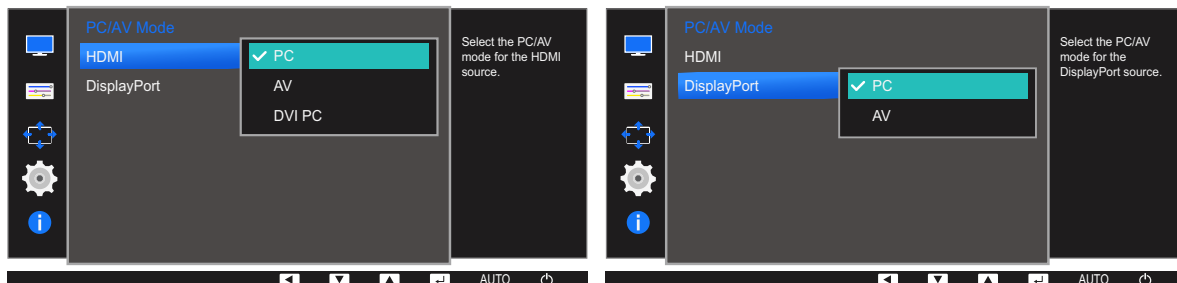 PC/AV Mode
HDMI
DisplayPort
PC
AV
DVI PC
Select the PC/AV
mode for the HDMI
source.
AUTO
PC/AV Mode
HDMI
DisplayPort
PC
AV
Select the PC/AV
mode for the
DisplayPort source.
AUTO